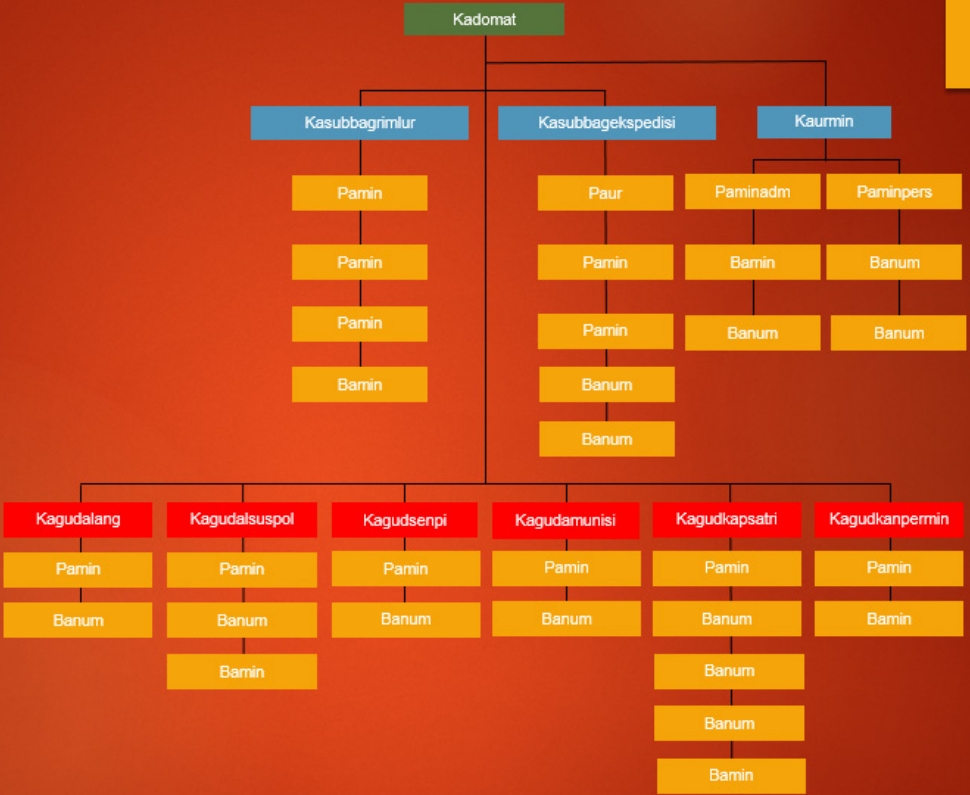 Kadomat
Kasubbagrimlur
Kasubbagekspedisi
Kaurmin
Pamin
Paur
Paminadm
Paminpers
Pamin
Pamin
Bamin
Banum
Pamin
Pamin
Banum
Banum
Bamin
Banum
Banum
Kagudalang
Kagudalsuspol
Kagudsenpi
Kagudamunisi
Kagudkapsatri
Kagudkanpermin
Pamin
Pamin
Pamin
Pamin
Pamin
Pamin
Banum
Banum
Banum
Banum
Banum
Bamin
Bamin
Banum
Banum
Bamin